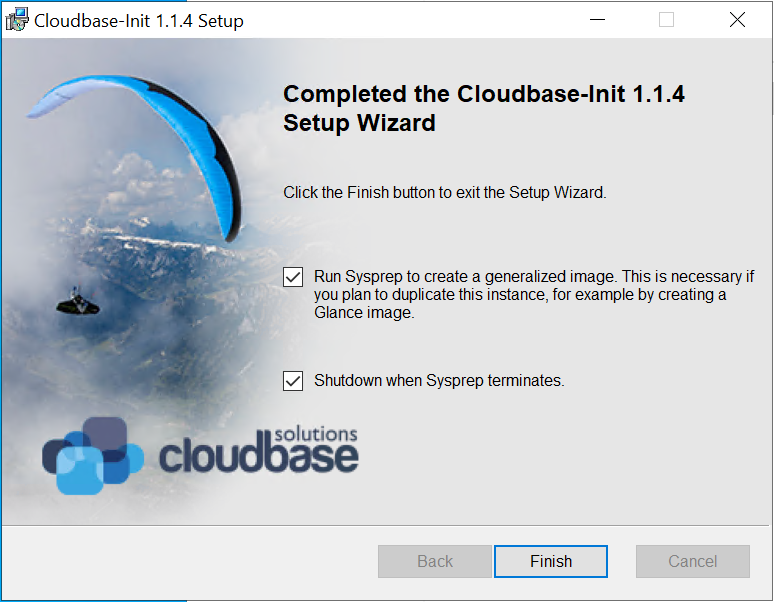 Cloudbase-Init 1.1.4 Setup
Completed the Cloudbase-Init 1.1.4
Setup Wizard
Click the Finish button to exit the Setup Wizard.
Run Sysprep to create a generalized image. This is necessary if
you plan to duplicate this instance, for example by creating a
Glance image.
Shutdown when Sysprep terminates.
solutions
cloudbase
Back
Finish
Cancel